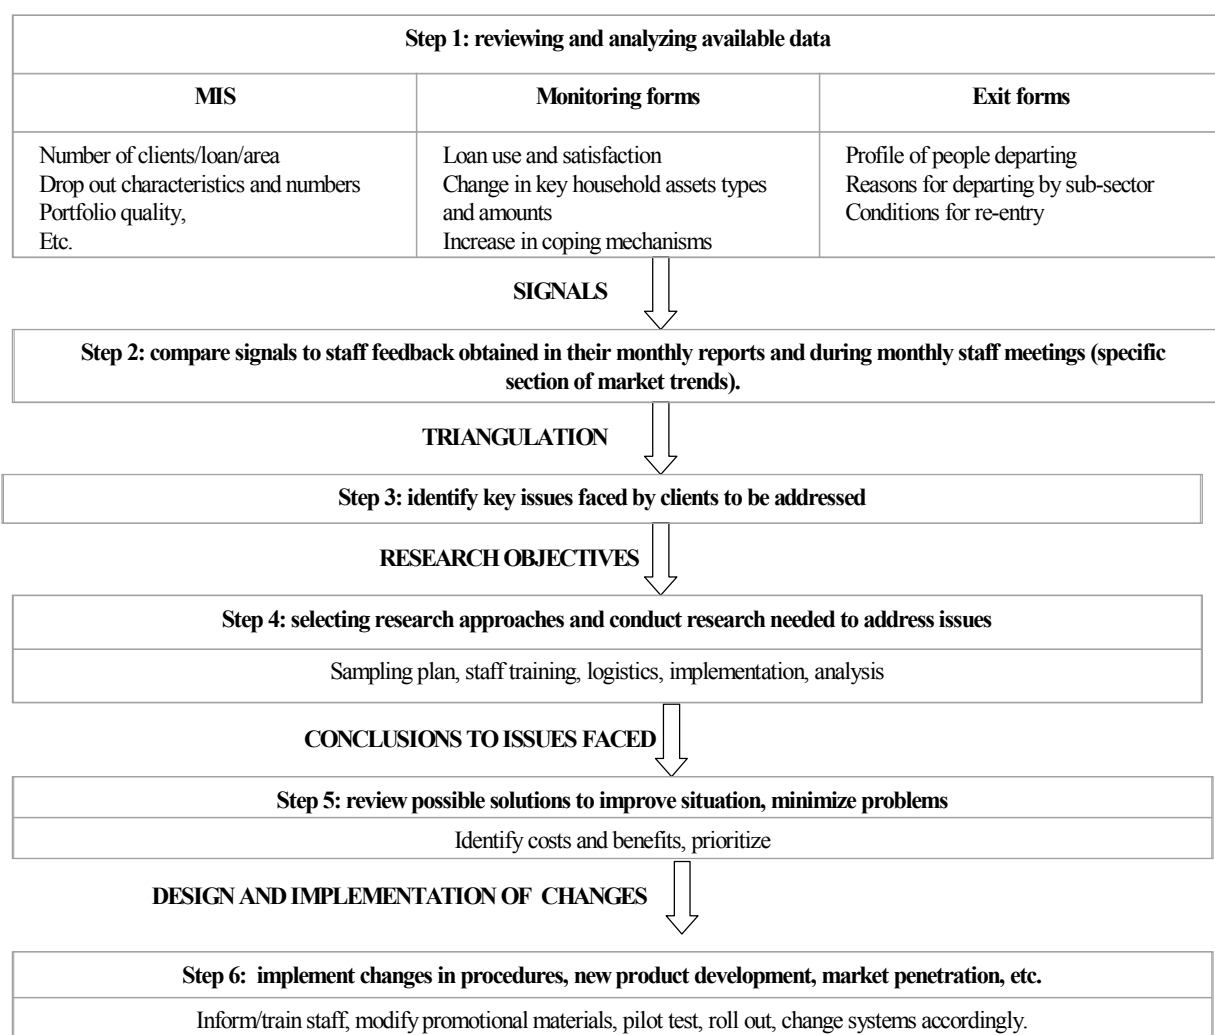 Step 1: reviewing and analyzing available data
MIS
Monitoring forms
Exit forms
Number of clients/loan/area
Drop out characteristics and numbers
Portfolio quality,
Etc.
Loan use and satisfaction
Change in key household assets types
and amounts
Increase in coping mechanisms
Profile of people departing
Reasons for departing by sub-sector
Conditions for re-entry
SIGNALS
Step 2: compare signals to staff feedback obtained in their monthly reports and during monthly staff meetings (specific
section of market trends).
TRIANGULATION
Step 3: identify key issues faced by clients to be addressed
RESEARCH OBJECTIVES
Step 4: selecting research approaches and conduct research needed to address issues
Sampling plan, staff training, logistics, implementation, analysis
CONCLUSIONS TO ISSUES FACED
Step 5: review possible solutions to improve situation, minimize problems
Identify costs and benefits, prioritize
DESIGN AND IMPLEMENTATION OF CHANGES
Step 6: implement changes in procedures, new product development, market penetration, etc.
Inform/train staff, modify promotional materials, pilot test, roll out, change systems accordingly.